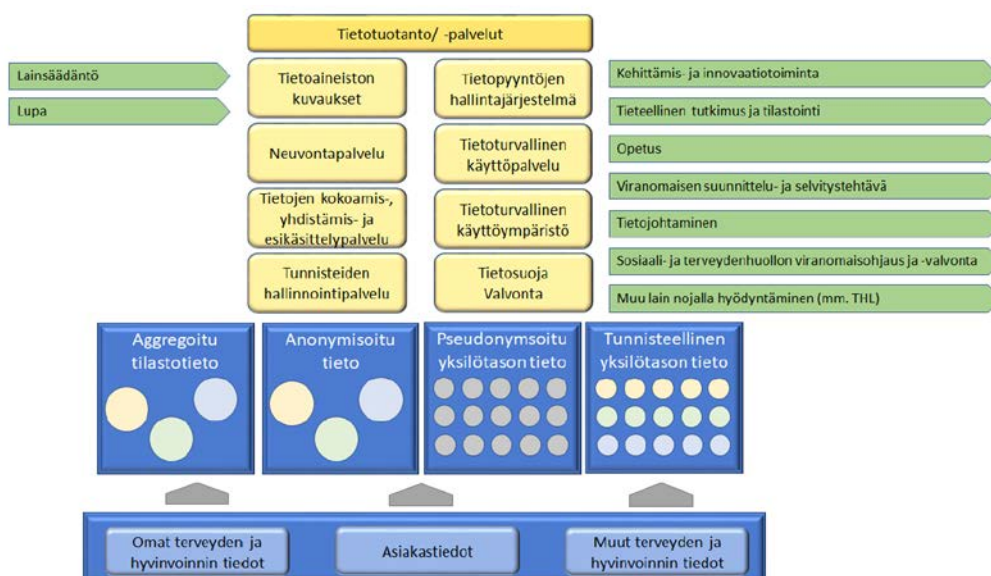 Tietotuotanto/ -palvelut
Lainsäädäntö
Lupa
Tietoaineiston
kuvaukset
Tietopyyntöjen
hallintajärjestelmä
Neuvontapalvelu
Tietoturvallinen
käyttöpalvelu
Tietojen kokoamis-,
yhdistämis- ja
esikäsittelypalvelu
Tietoturvallinen
käyttöympäristö
Tunnisteiden
hallinnointipalvelu
Tietosuoja
Valvonta
Kehittämis- ja innovaatiotoiminta
Tieteellinen tutkimus ja tilastointi
Opetus
Viranomaisen suunnittelu- ja selvitystehtävä
Tietojohtaminen
Sosiaali- ja terveydenhuollon viranomaisohjaus ja -valvonta
Muu lain nojalla hyödyntäminen (mm. THL)
Aggregoitu
tilastotieto
Anonymisoitu
tieto
Pseudonymsoitu
yksilötason tieto
Tunnisteellinen
yksilötason tieto
Omat terveyden ja
hyvinvoinnin tiedot
Asiakastiedot
Muut terveyden ja
hyvinvoinnin tiedot